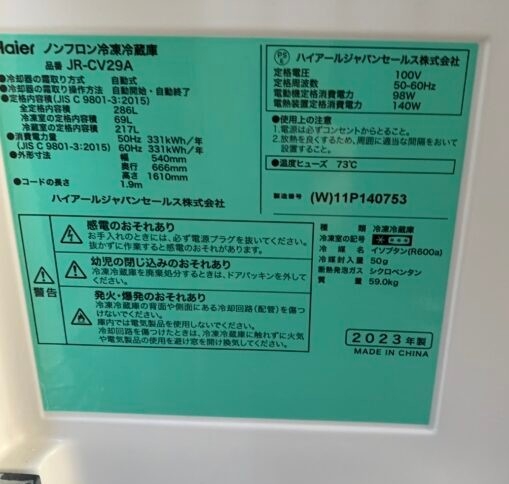 Haier ノンフロン冷凍冷蔵庫
品番 JR-CV29A
●冷却器の霜取り方式 自動式
●冷却器の霜取り操作方法 自動開始・自動終了
●定格内容積(JIS C 9801-3:2015)
全定格内容積 286L
冷凍室の定格内容積 69L
冷蔵室の定格内容積 217L
●消費電力量 50Hz 331kWh/年
(JIS C 9801-3:2015) 60Hz 331kWh/年
●外形寸法 幅 540mm
奥行 666mm
高さ 1610mm
●コードの長さ 1.9m
ハイアールジャパンセールス株式会社
PS E ハイアールジャパンセールス株式会社
定格電圧 100V
定格周波数 50-60Hz
電動機定格消費電力 98W
電熱装置定格消費電力 140W
●使用上の注意
1.電源は必ずコンセントからとること。
2.放熱を良くするため、周囲に適当な間隔をおいて
設置すること。
●温度ヒューズ 73℃
製造番号 (W)11P140753
警告
感電のおそれあり
お手入れのときには、必ず電源プラグを抜いてください。
抜かずに作業すると感電のおそれがあります。
幼児の閉じ込めのおそれあり
冷凍冷蔵庫を廃棄処分するときは、ドアパッキンを外して
ください。
発火・爆発のおそれあり
冷凍冷蔵庫の背面や側面にある冷却回路(配管)を傷つ
けないでください。
庫内では電気製品を使用しないでください。
冷却回路を傷つけたときは、冷凍冷蔵庫に触れずに火気
や電気製品の使用を避け窓を開け換気してください。
種類 冷凍冷蔵庫
冷凍室の記号
冷媒 イソブタン(R600a)
冷媒封入量 50g
断熱発泡ガス シクロペンタン
質量 59.0kg
2023年製
MADE IN CHINA